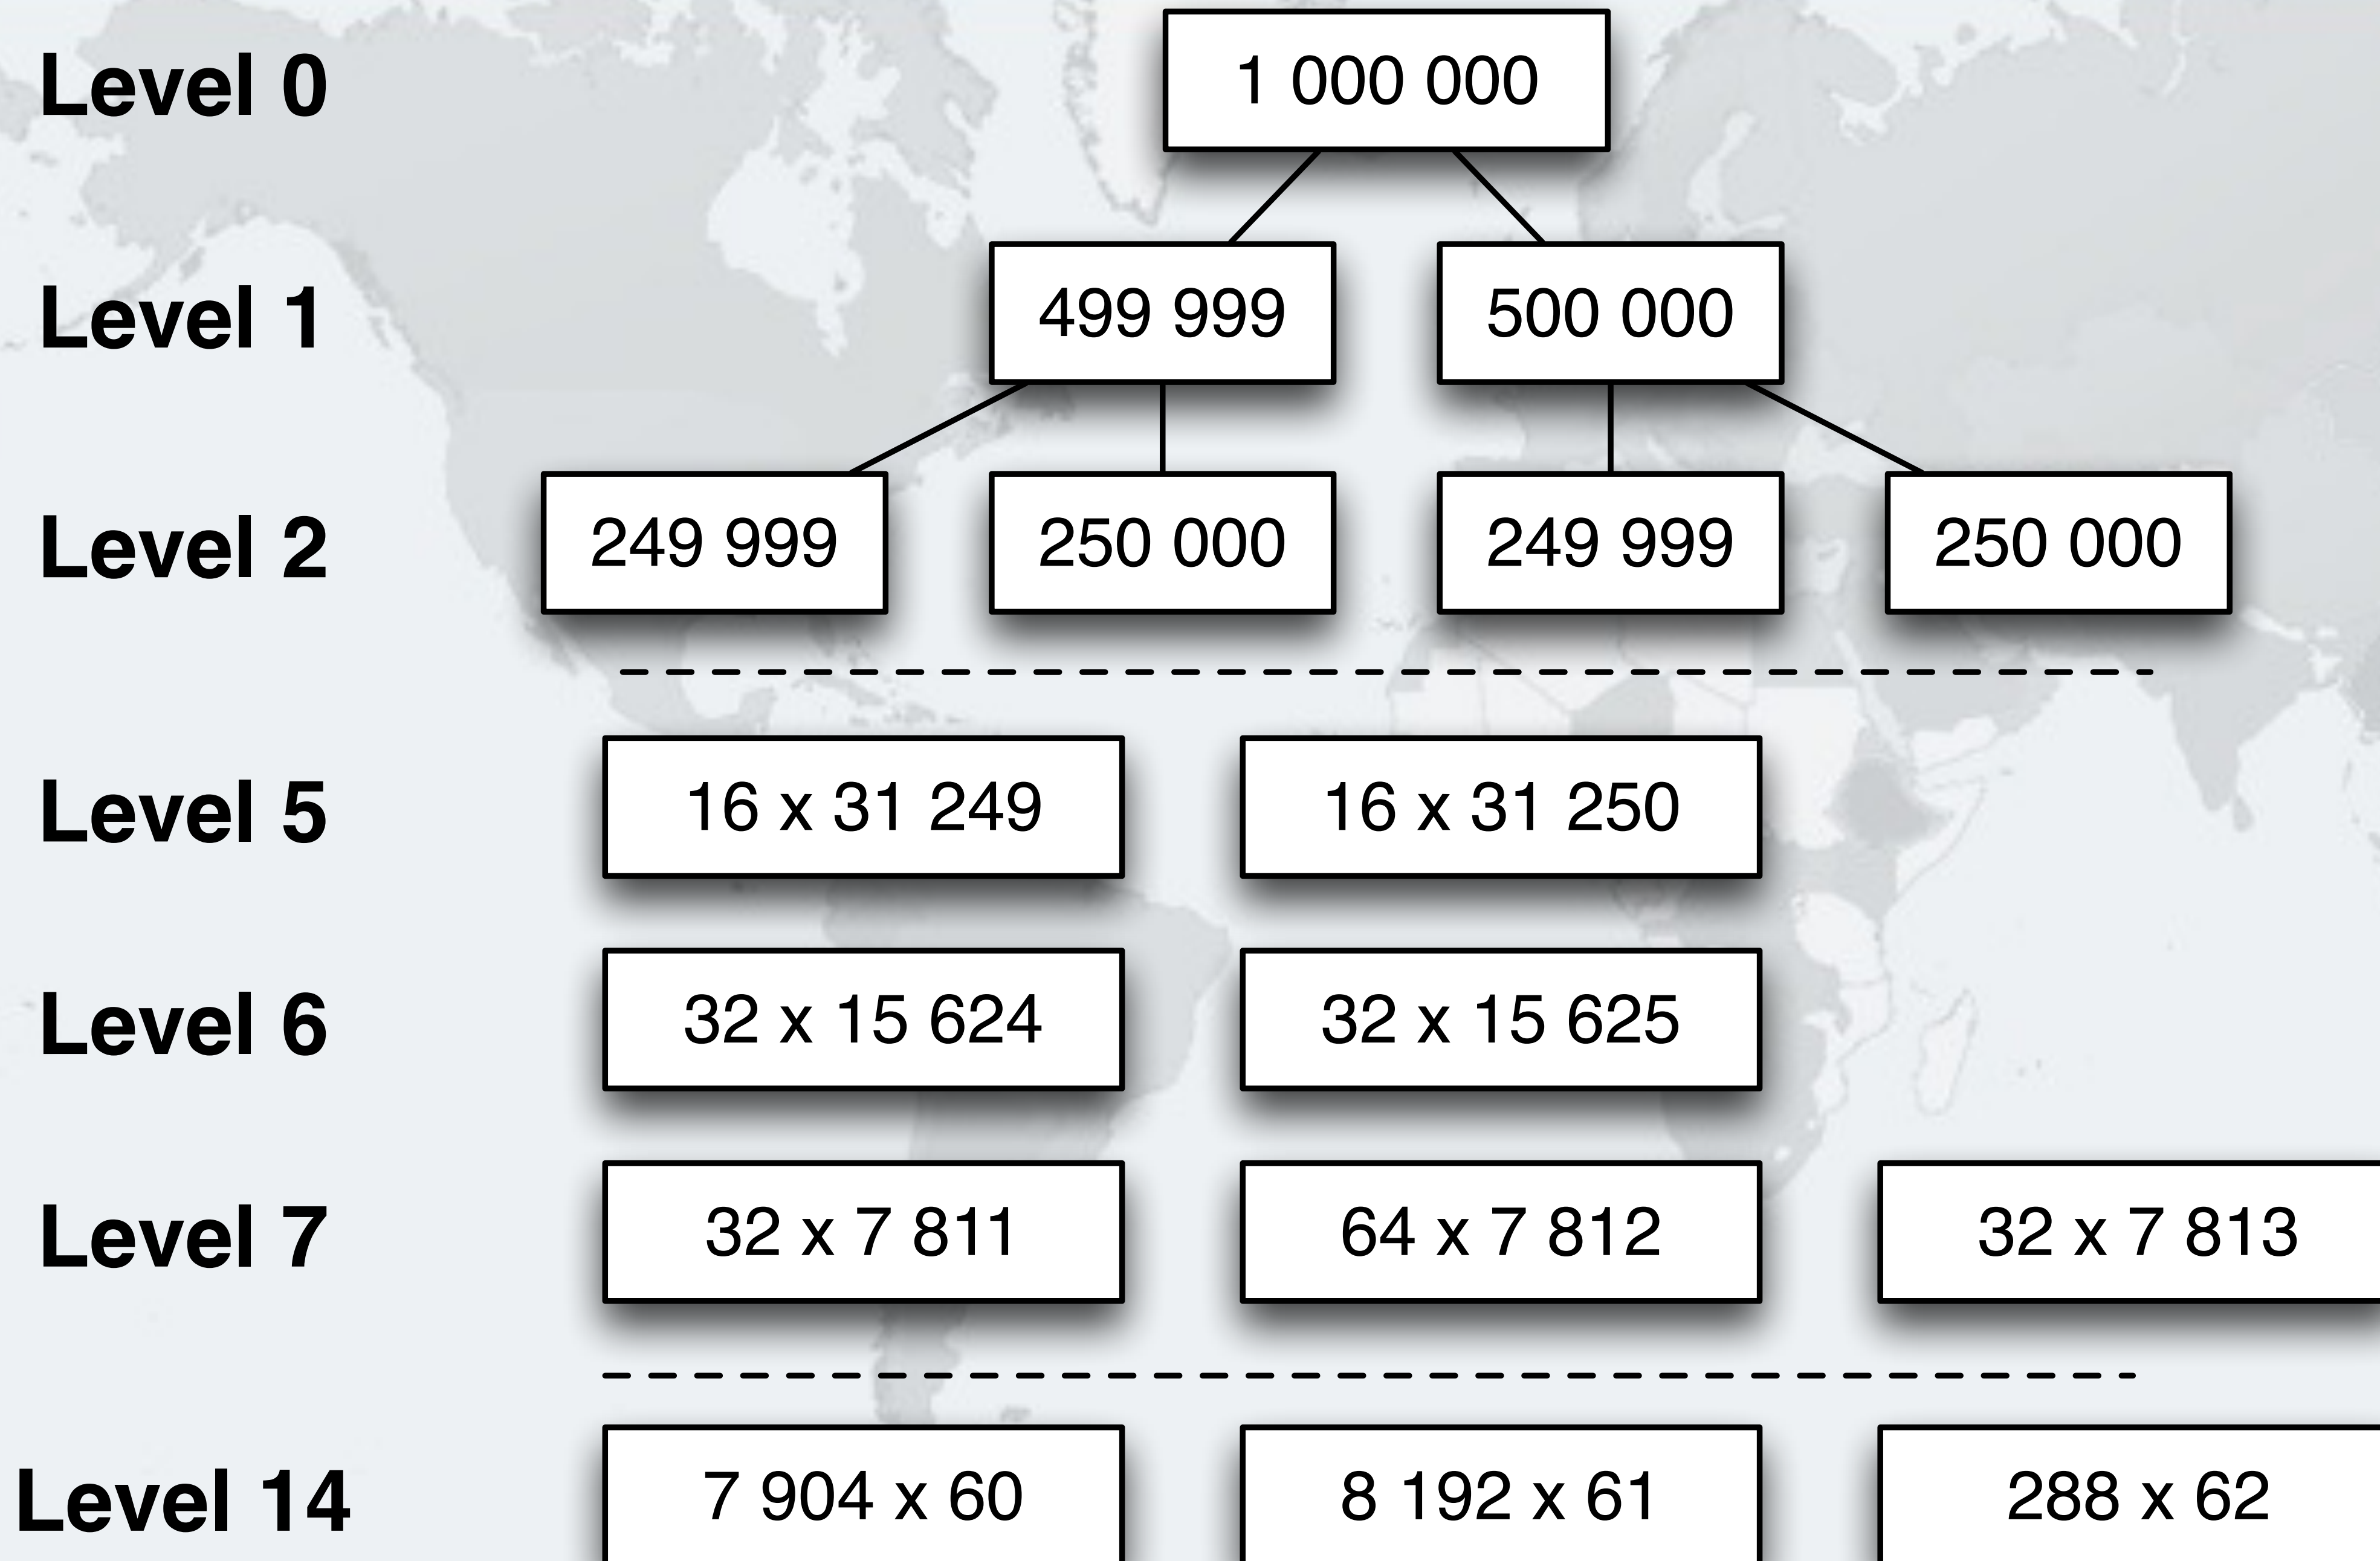 Level 0 1 000 000
Level 1 499 999 500 000
Level 2 249 999 250 000 249 999 250 000
Level 5 16 x 31 249 16 x 31 250
Level 6 32 x 15 624 32 x 15 625
Level 7 32 x 7 811 64 x 7 812 32 x 7 813
Level 14 7 904 x 60 8 192 x 61 288 x 62